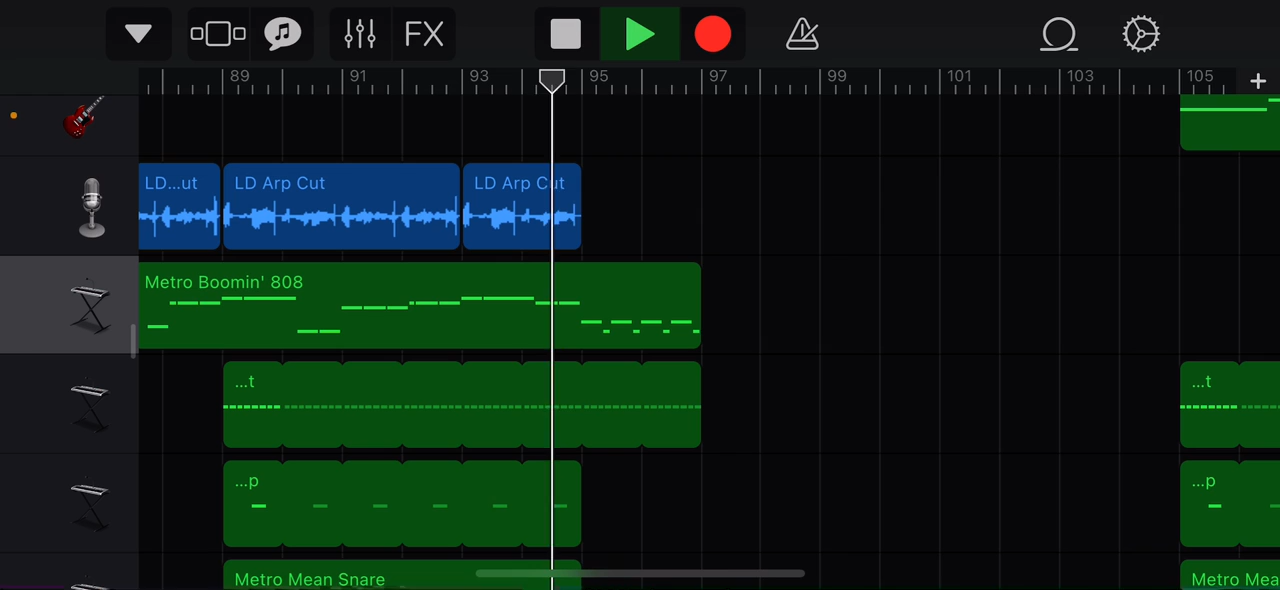 FX
89 91 93 95 97 99 101 103 105 +
LD...ut LD Arp Cut LD Arp Cut
Metro Boomin' 808
...t ...t
...p ...p
Metro Mean Snare Metro Mea